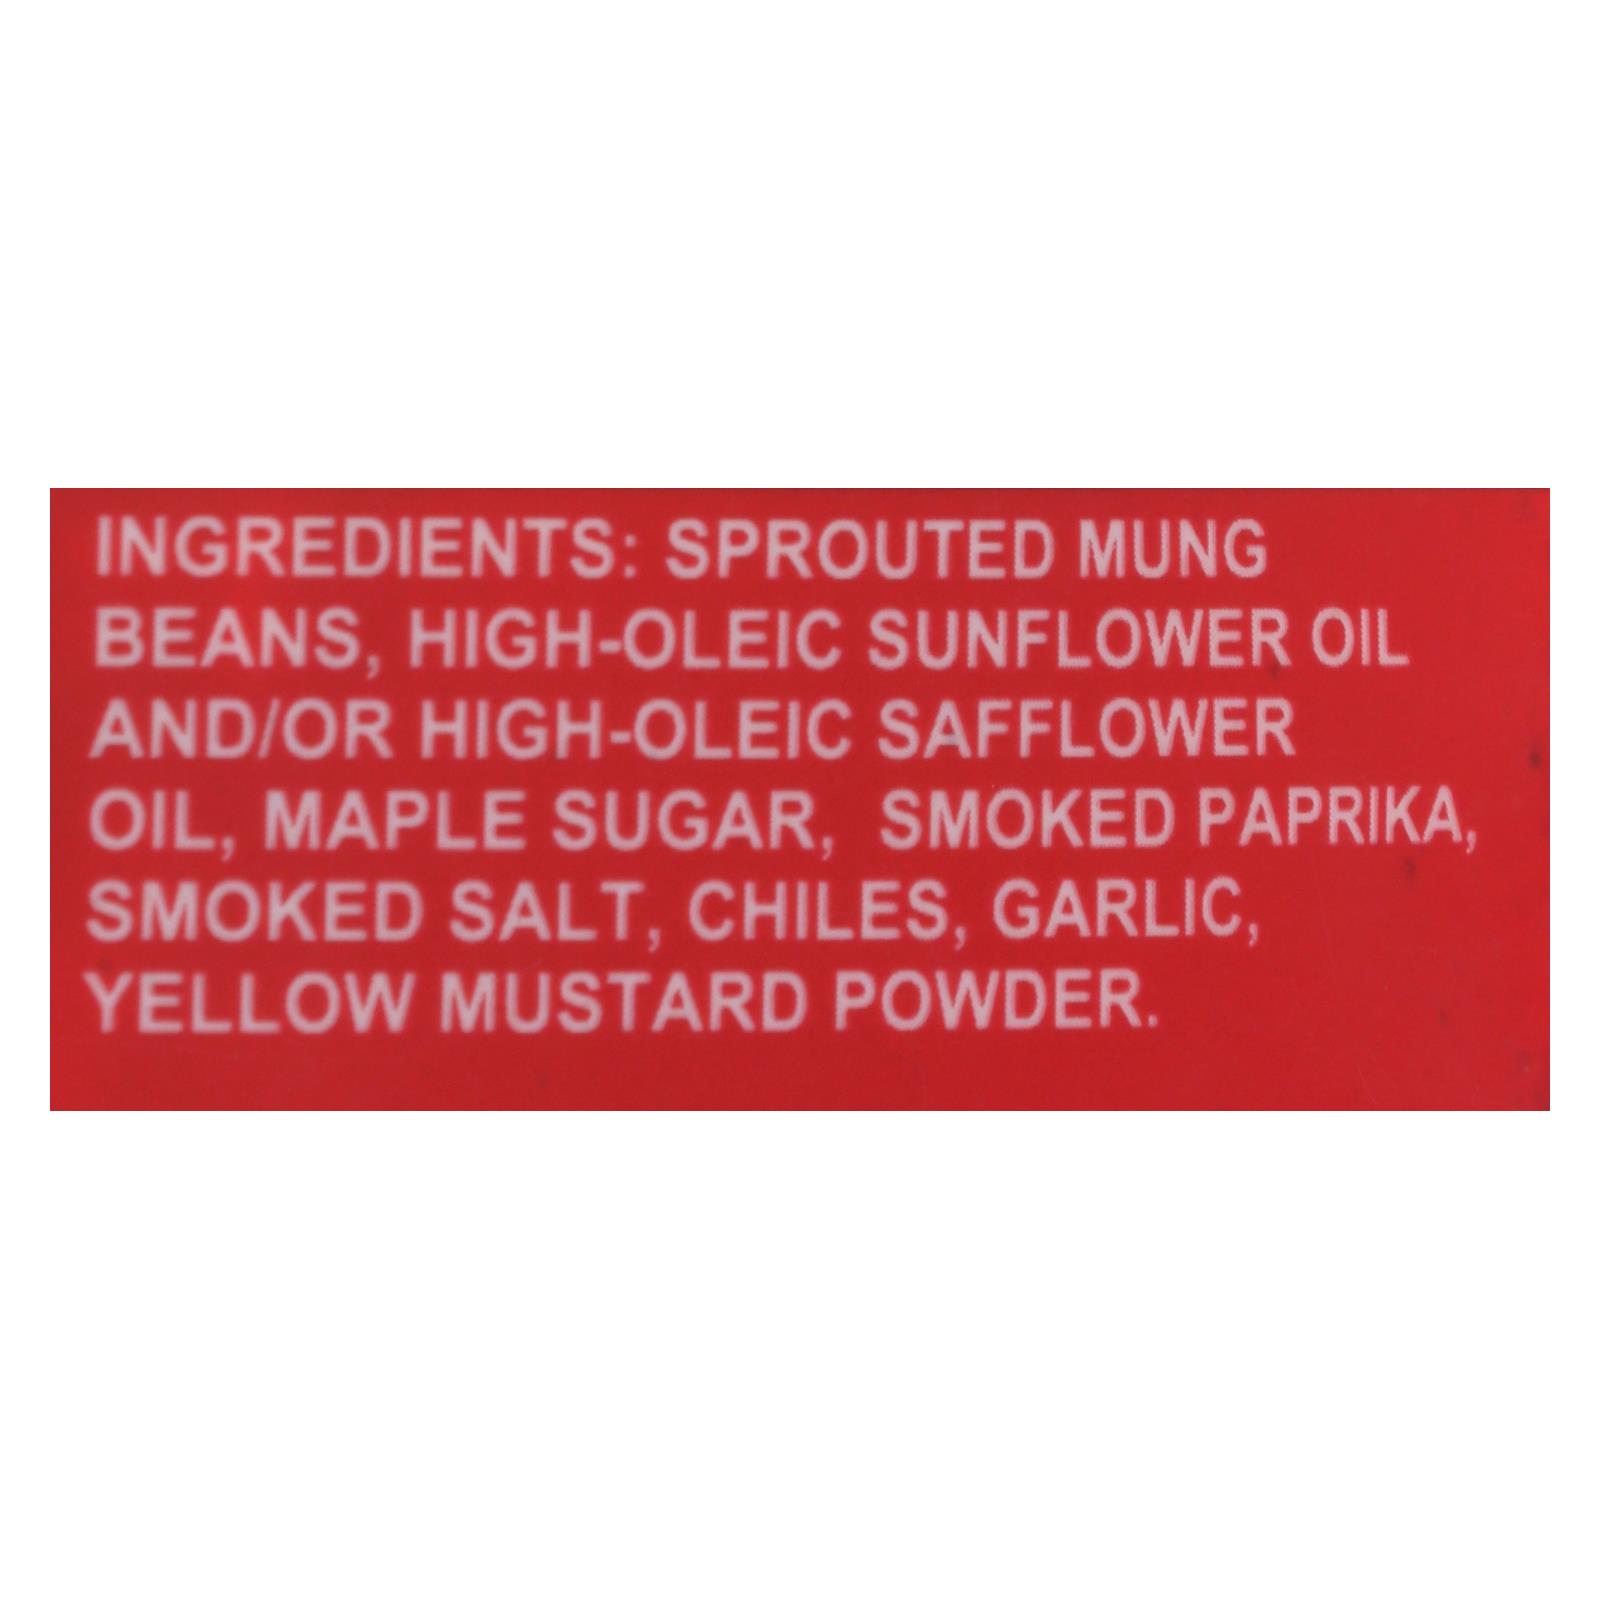 INGREDIENTS: SPROUTED MUNG
BEANS, HIGH-OLEIC SUNFLOWER OIL
AND/OR HIGH-OLEIC SAFFLOWER
OIL, MAPLE SUGAR,  SMOKED PAPRIKA,
SMOKED SALT, CHILES, GARLIC,
YELLOW MUSTARD POWDER.